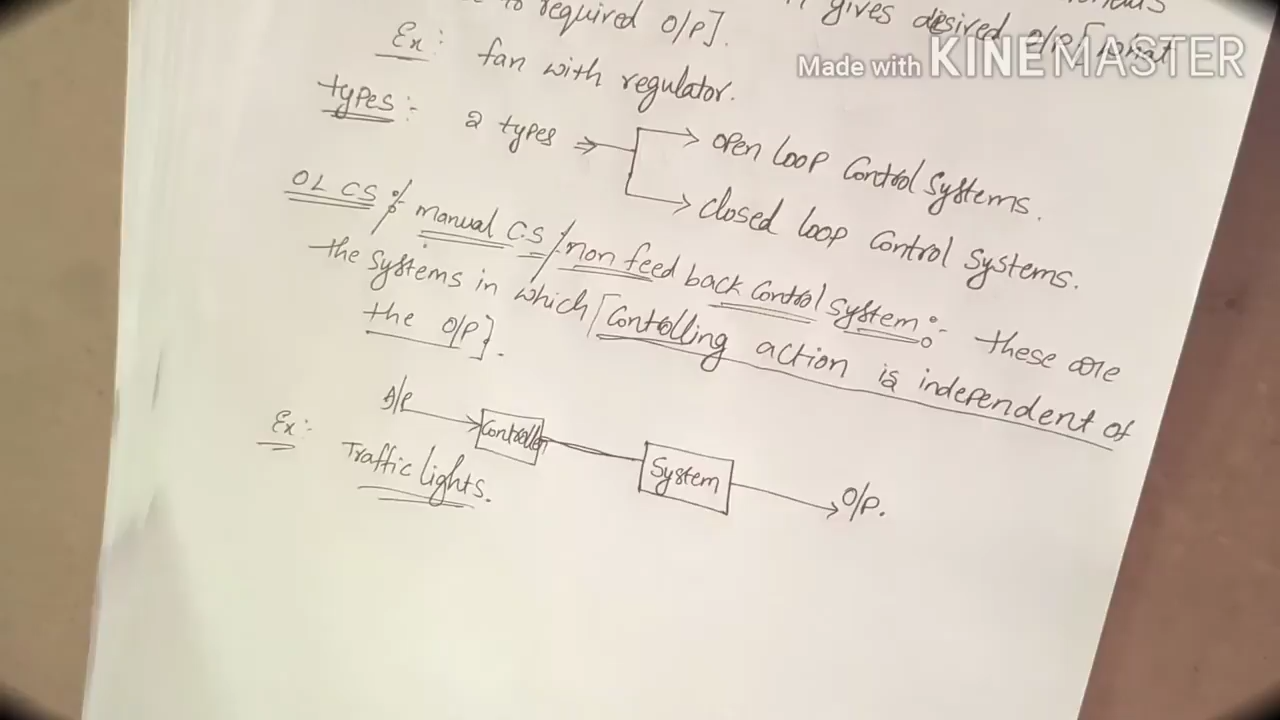 to required O/P].
gives desired O/P
Made with KINEMASTER
Ex: fan with regulator.
types:- 2 types ⇒ → open loop Control Systems.
→ closed loop Control Systems.
OL CS / manual CS / non feed back Control System:- these are
the systems in which [Controlling action is independent of
the O/P}.
→ Controller System → O/P.
Ex:- Traffic lights.